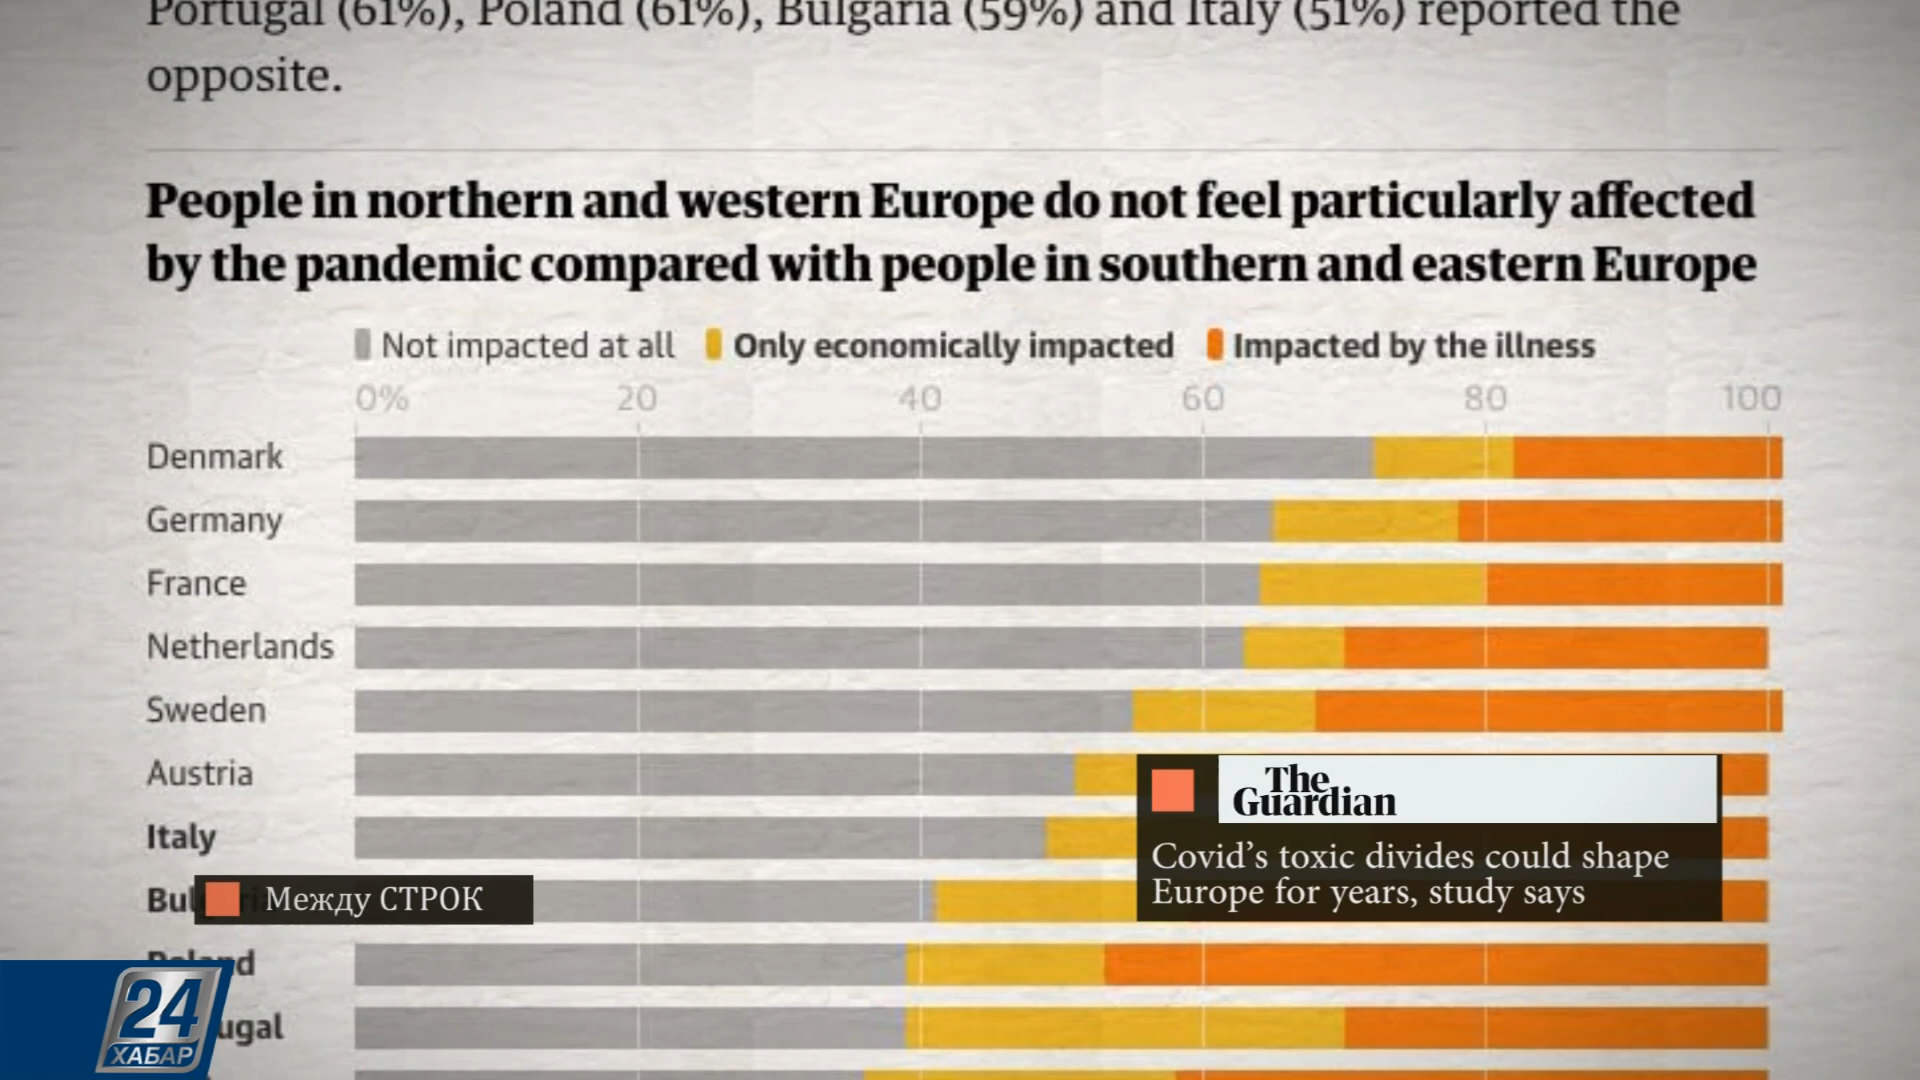 Portugal (61%), Poland (61%), Bulgaria (59%) and Italy (51%) reported the
opposite.
People in northern and western Europe do not feel particularly affected
by the pandemic compared with people in southern and eastern Europe
Not impacted at all Only economically impacted Impacted by the illness
0% 20 40 60 80 100
Denmark
Germany
France
Netherlands
Sweden
Austria
The
Guardian
Italy
Covid's toxic divides could shape
Europe for years, study says
Между СТРОК
Poland
24
ХАБАР